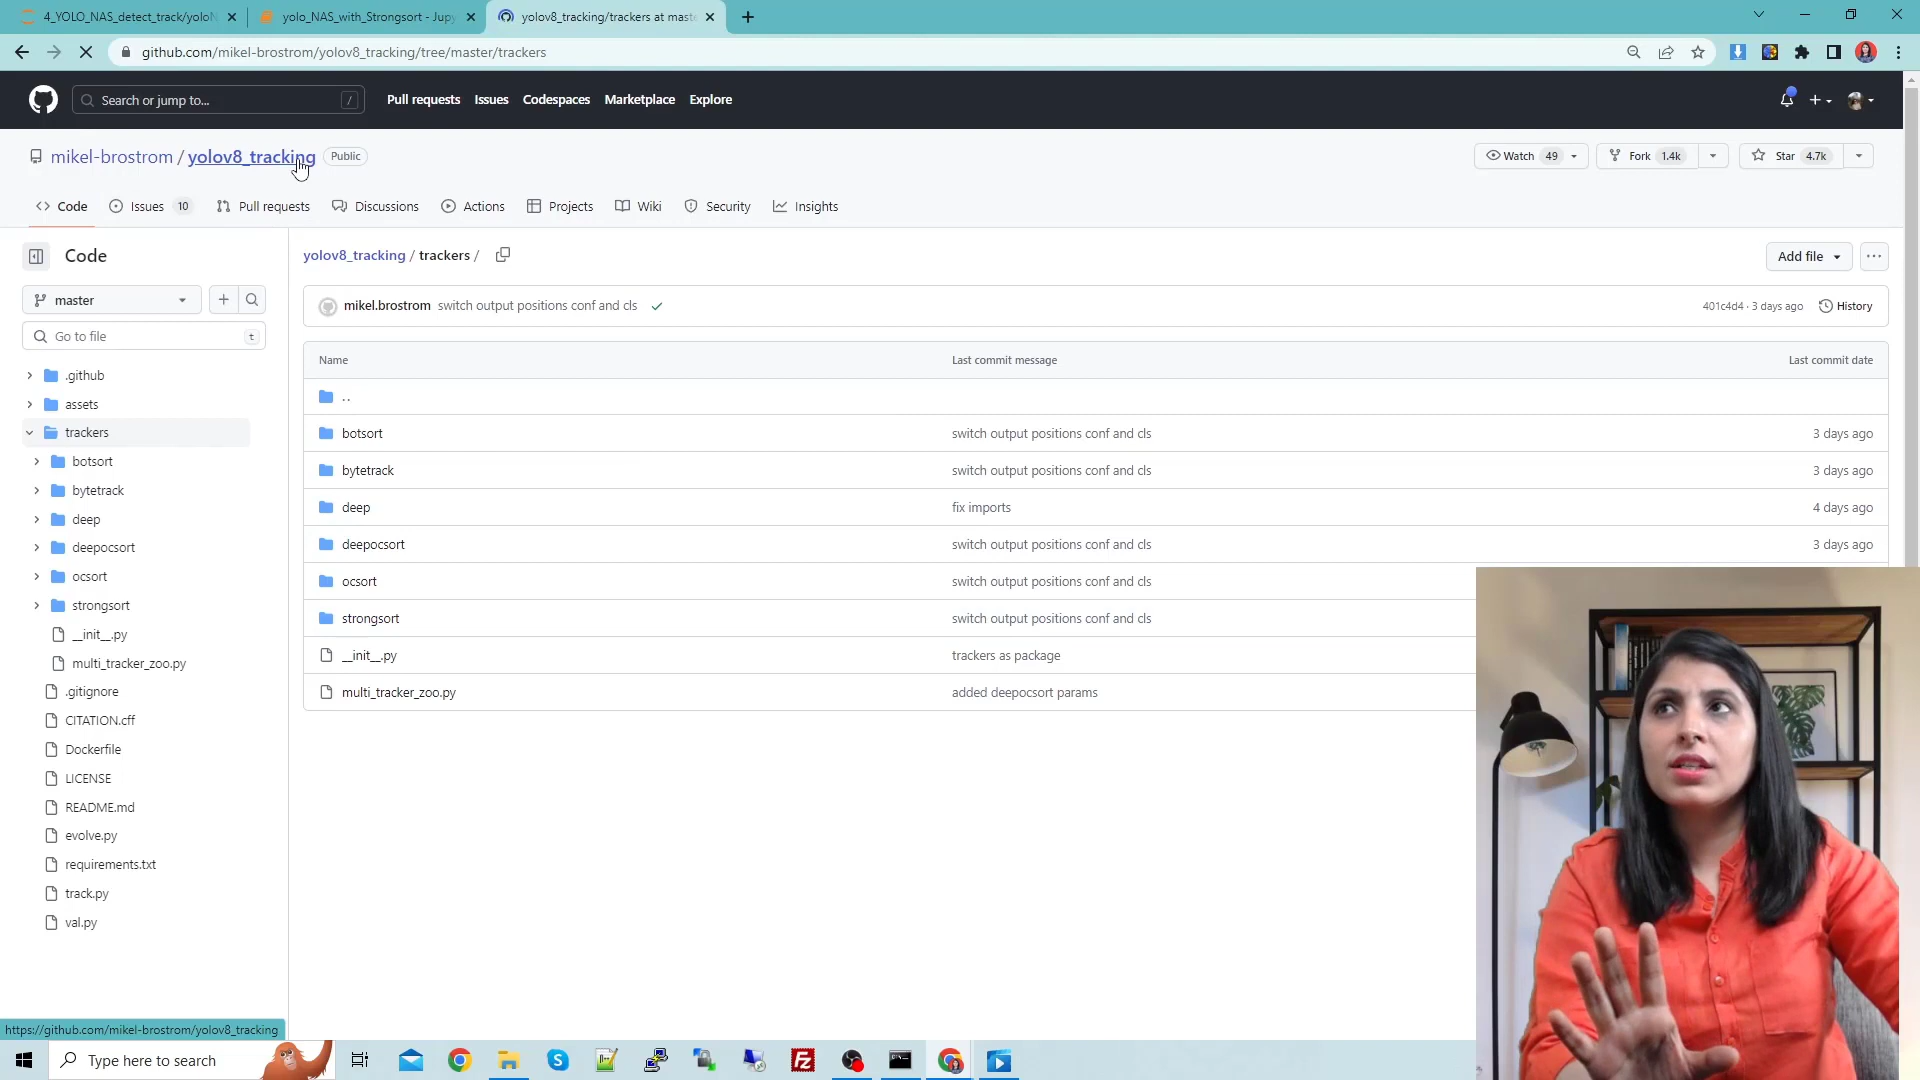 4_YOLO_NAS_detect_track/yoloN
yolo_NAS_with_Strongsort - Jupy
yolov8_tracking/trackers at mast
github.com/mikel-brostrom/yolov8_tracking/tree/master/trackers
Search or jump to...
/
Pull requests
Issues
Codespaces
Marketplace
Explore
mikel-brostrom / yolov8_tracking
Public
Watch 49
Fork 1.4k
Star 4.7k
Code
Issues 10
Pull requests
Discussions
Actions
Projects
Wiki
Security
Insights
Code
master
Go to file
t
.github
assets
trackers
botsort
bytetrack
deep
deepocsort
ocsort
strongsort
__init__.py
multi_tracker_zoo.py
.gitignore
CITATION.cff
Dockerfile
LICENSE
README.md
evolve.py
requirements.txt
track.py
val.py
yolov8_tracking / trackers /
Add file
mikel.brostrom switch output positions conf and cls
401c4d4 · 3 days ago
History
Name Last commit message Last commit date
..
botsort switch output positions conf and cls 3 days ago
bytetrack switch output positions conf and cls 3 days ago
deep fix imports 4 days ago
deepocsort switch output positions conf and cls 3 days ago
ocsort switch output positions conf and cls
strongsort switch output positions conf and cls
__init__.py trackers as package
multi_tracker_zoo.py added deepocsort params
https://github.com/mikel-brostrom/yolov8_tracking
Type here to search